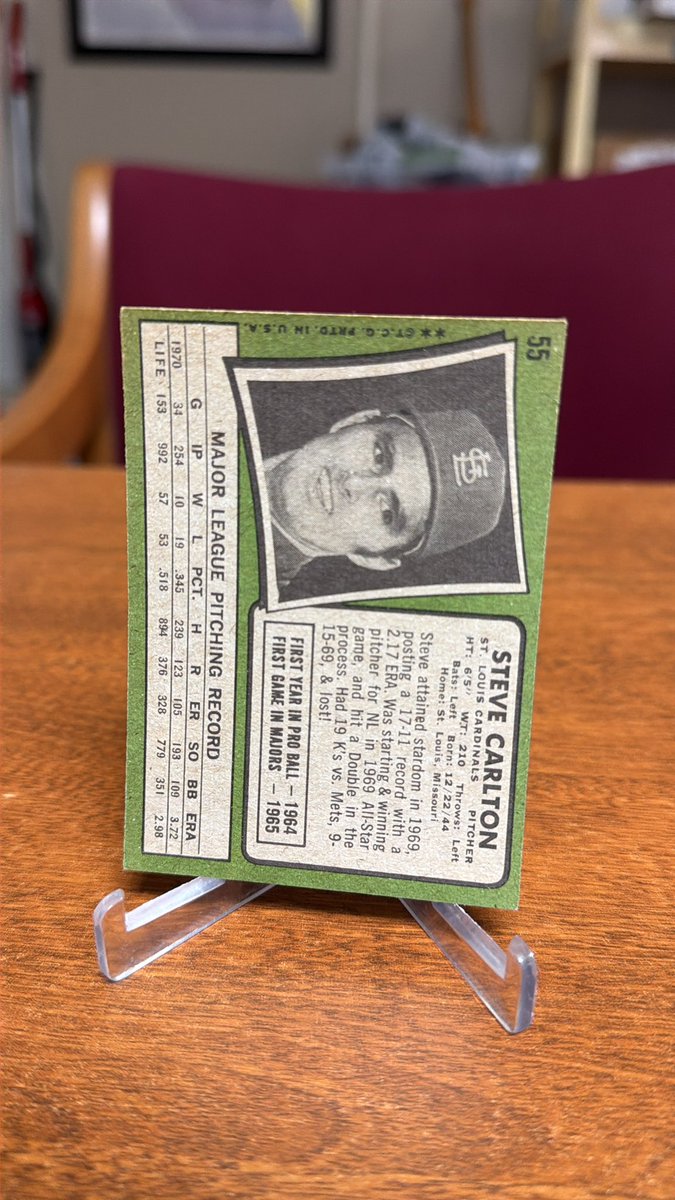 55
STEVE CARLTON
ST. LOUIS CARDINALS PITCHER
HT: 6'5" WT: 210 Throws: Left
Bats: Left Born: 12/22/44
Home: St. Louis, Missouri
Steve attained stardom in 1969,
posting a 17-11 record with a
2.17 ERA. Was starting & winning
pitcher for NL in 1969 All-Star
game, and hit a Double in the
process. Had 19 K's vs. Mets, 9-
15-69, & lost!
FIRST YEAR IN PRO BALL — 1964
FIRST GAME IN MAJORS — 1965
StL
**©T.C.G. PRTD. IN U.S.A.
MAJOR LEAGUE PITCHING RECORD
G IP W L PCT. H R ER SO BB ERA
1970 34 254 10 19 .345 239 123 105 193 109 3.72
LIFE 153 992 57 53 .518 894 376 328 779 351 2.98